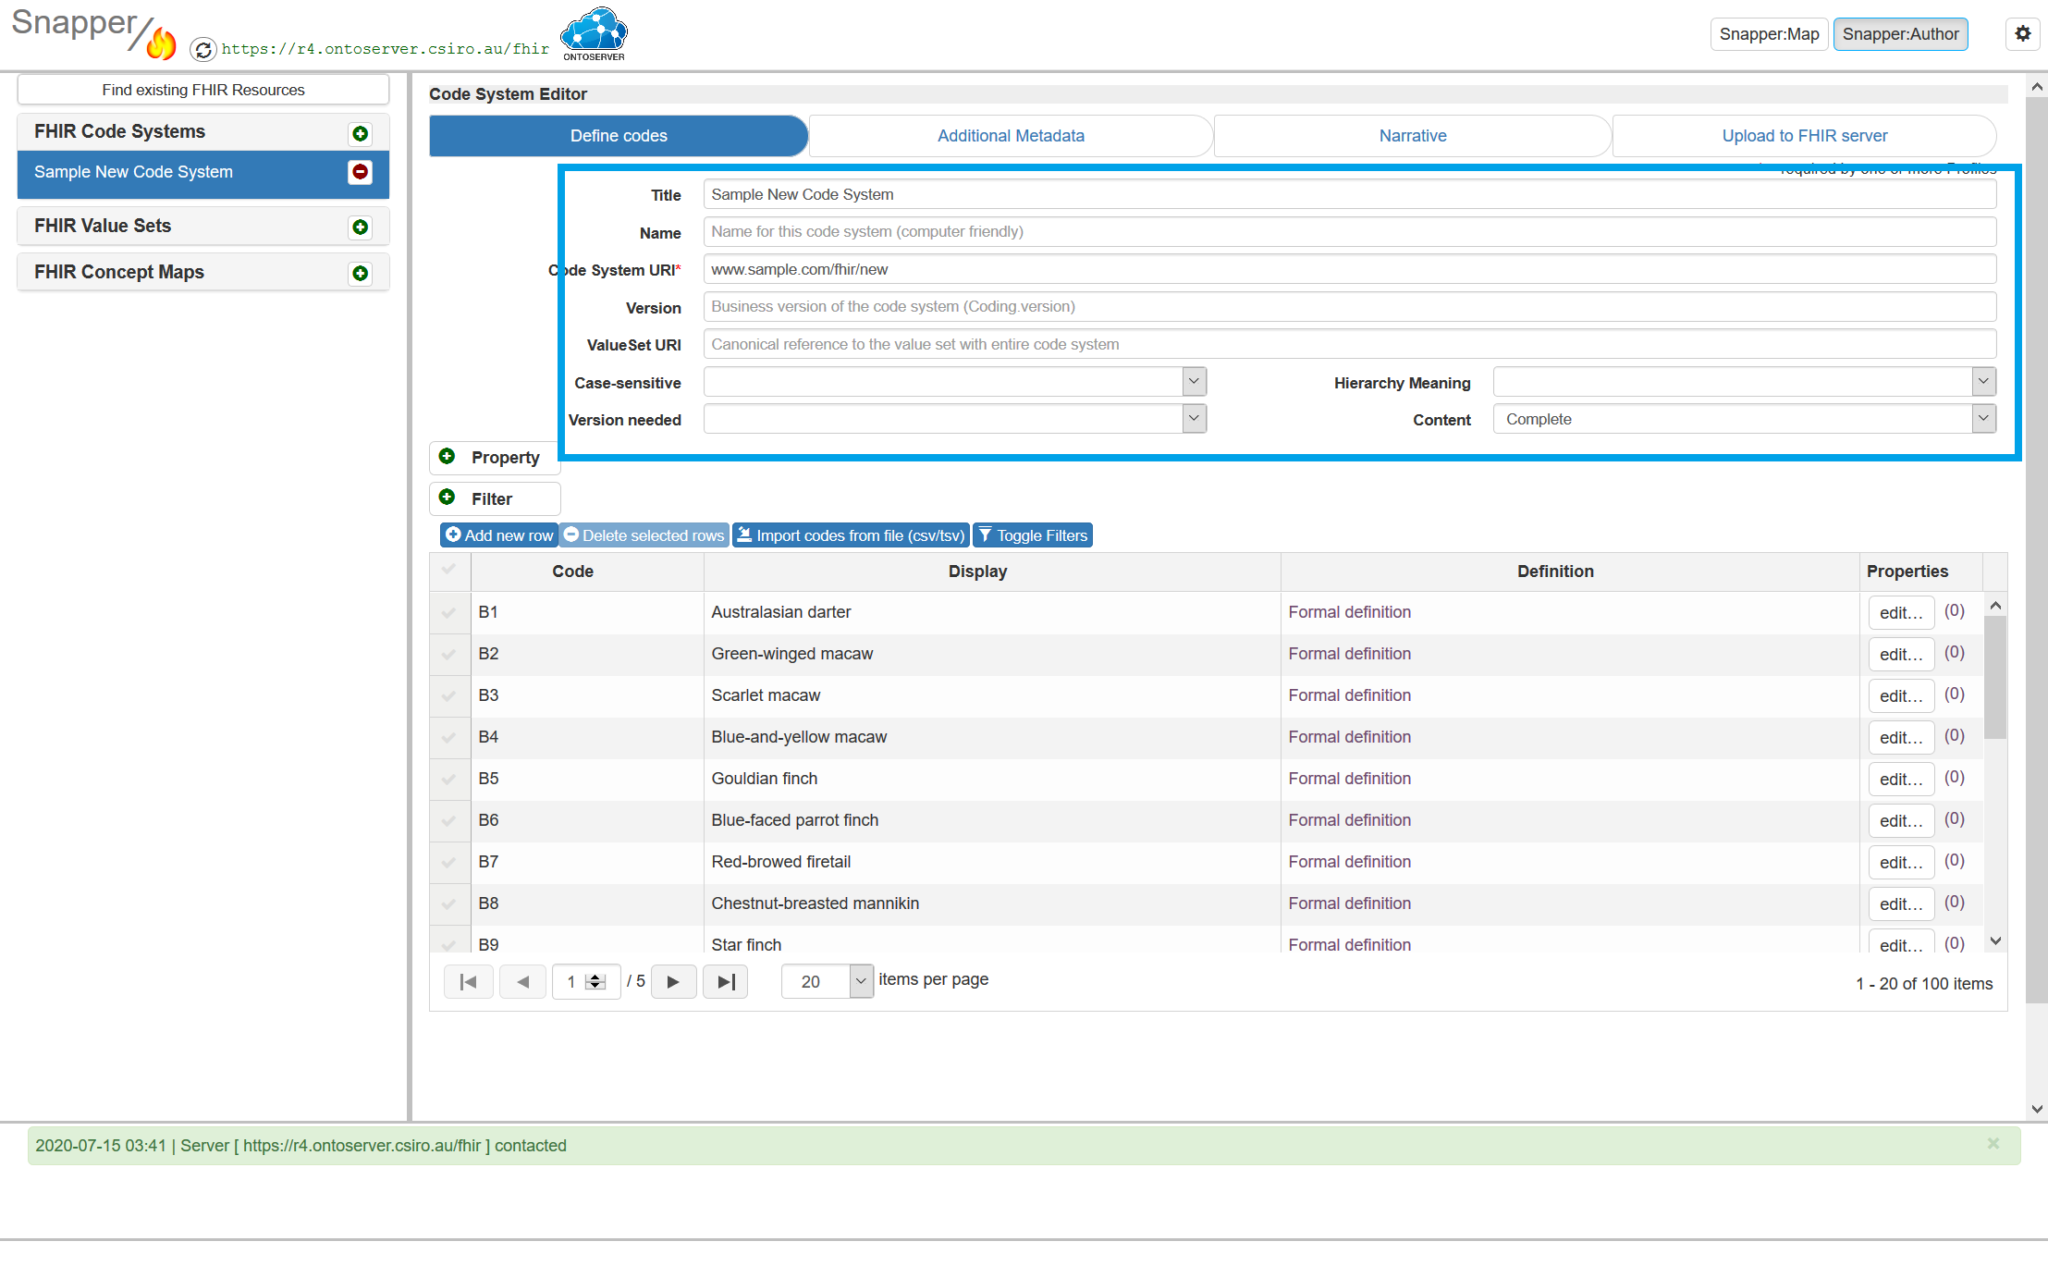 Snapper
https://r4.ontoserver.csiro.au/fhir
ONTOSERVER
Snapper:Map Snapper:Author
Find existing FHIR Resources
FHIR Code Systems
Sample New Code System
FHIR Value Sets
FHIR Concept Maps
Code System Editor
Define codes Additional Metadata Narrative Upload to FHIR server
required by one or more Profiles
Title Sample New Code System
Name Name for this code system (computer friendly)
Code System URI* www.sample.com/fhir/new
Version Business version of the code system (Coding.version)
ValueSet URI Canonical reference to the value set with entire code system
Case-sensitive Hierarchy Meaning
Version needed Content Complete
Property
Filter
Add new row Delete selected rows Import codes from file (csv/tsv) Toggle Filters
Code Display Definition Properties
B1 Australasian darter Formal definition edit... (0)
B2 Green-winged macaw Formal definition edit... (0)
B3 Scarlet macaw Formal definition edit... (0)
B4 Blue-and-yellow macaw Formal definition edit... (0)
B5 Gouldian finch Formal definition edit... (0)
B6 Blue-faced parrot finch Formal definition edit... (0)
B7 Red-browed firetail Formal definition edit... (0)
B8 Chestnut-breasted mannikin Formal definition edit... (0)
B9 Star finch Formal definition edit... (0)
1 / 5 20 items per page 1 - 20 of 100 items
2020-07-15 03:41 | Server [ https://r4.ontoserver.csiro.au/fhir ] contacted